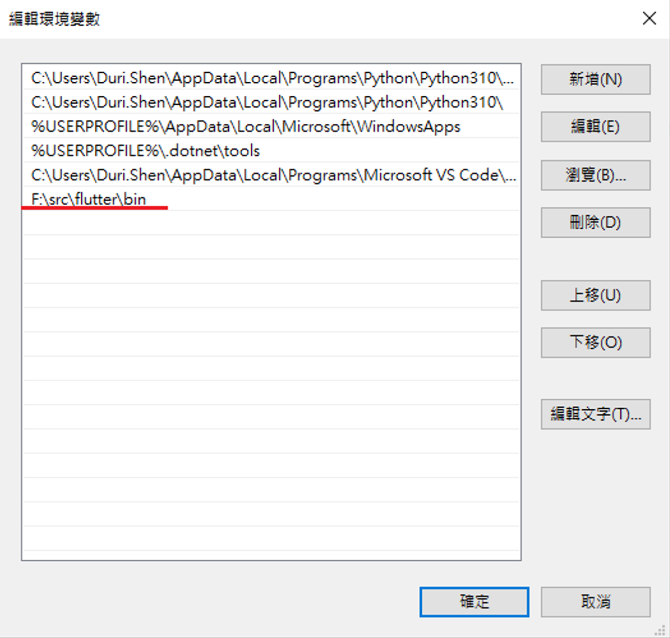 編輯環境變數
C:\Users\Duri.Shen\AppData\Local\Programs\Python\Python310\...
C:\Users\Duri.Shen\AppData\Local\Programs\Python\Python310\
%USERPROFILE%\AppData\Local\Microsoft\WindowsApps
%USERPROFILE%\.dotnet\tools
C:\Users\Duri.Shen\AppData\Local\Programs\Microsoft VS Code\...
F:\src\flutter\bin
新增(N)
編輯(E)
瀏覽(B)...
刪除(D)
上移(U)
下移(O)
編輯文字(T)...
確定
取消